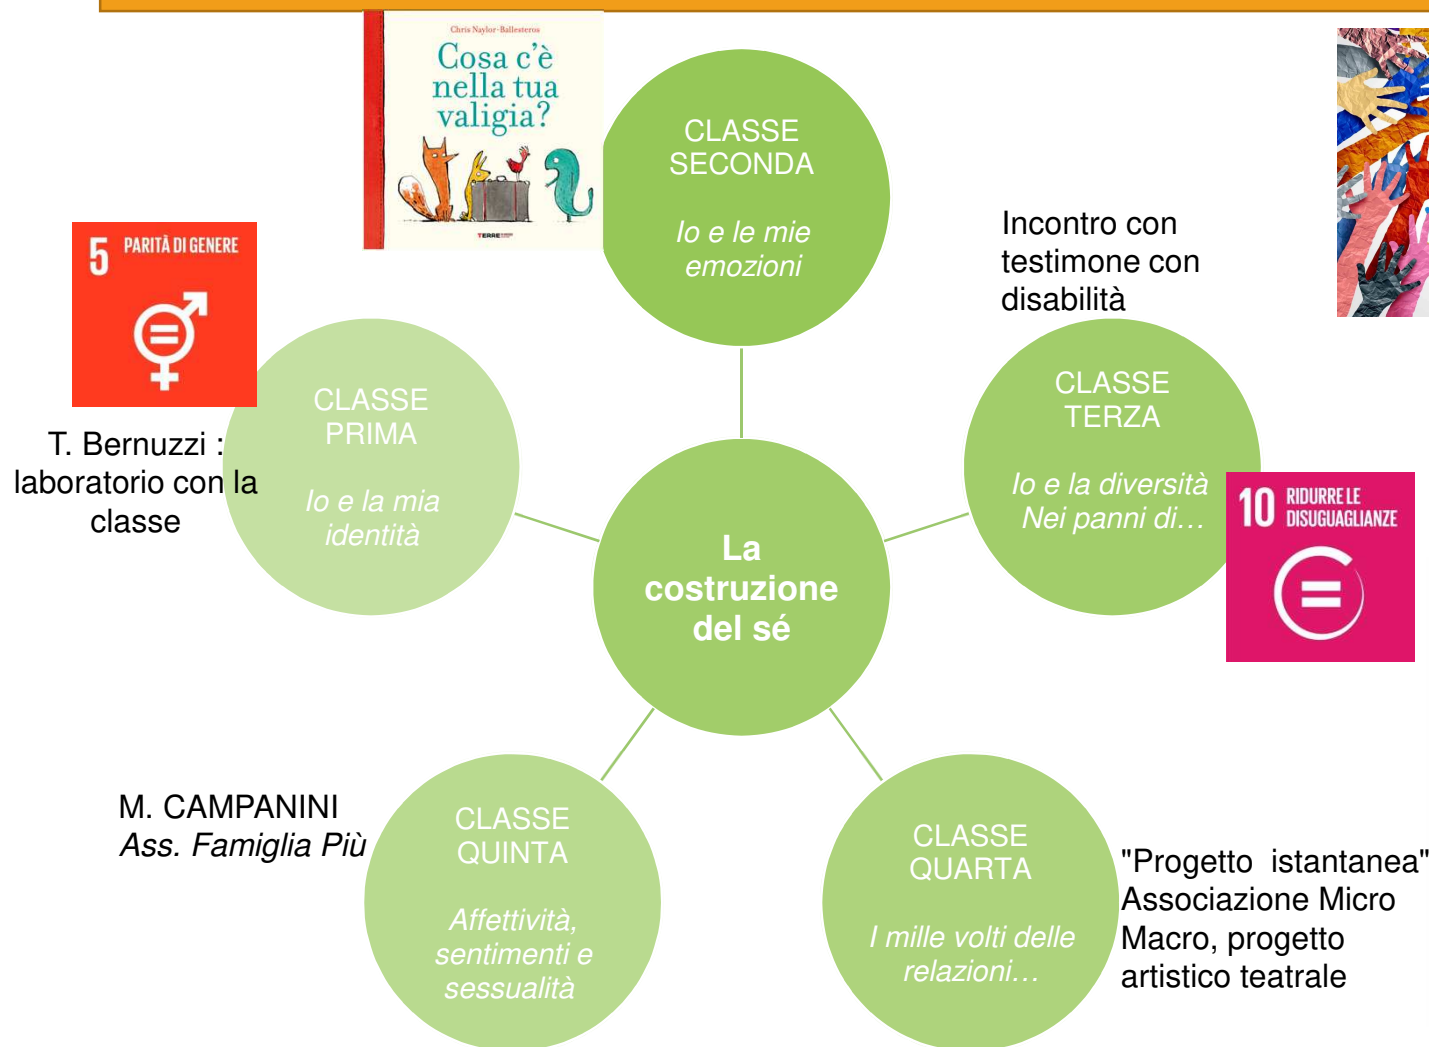 Chris Naylor-Ballesteros
Cosa c'è
nella tua
valigia?
TERRE
CLASSE
SECONDA
Io e le mie
emozioni
5 PARITÀ DI GENERE
Incontro con
testimone con
disabilità
CLASSE
PRIMA
Io e la mia
identità
T. Bernuzzi :
laboratorio con la
classe
CLASSE
TERZA
Io e la diversità
Nei panni di…
10 RIDURRE LE
DISUGUAGLIANZE
La
costruzione
del sé
M. CAMPANINI
Ass. Famiglia Più
CLASSE
QUINTA
Affettività,
sentimenti e
sessualità
CLASSE
QUARTA
I mille volti delle
relazioni…
"Progetto istantanea"
Associazione Micro
Macro, progetto
artistico teatrale